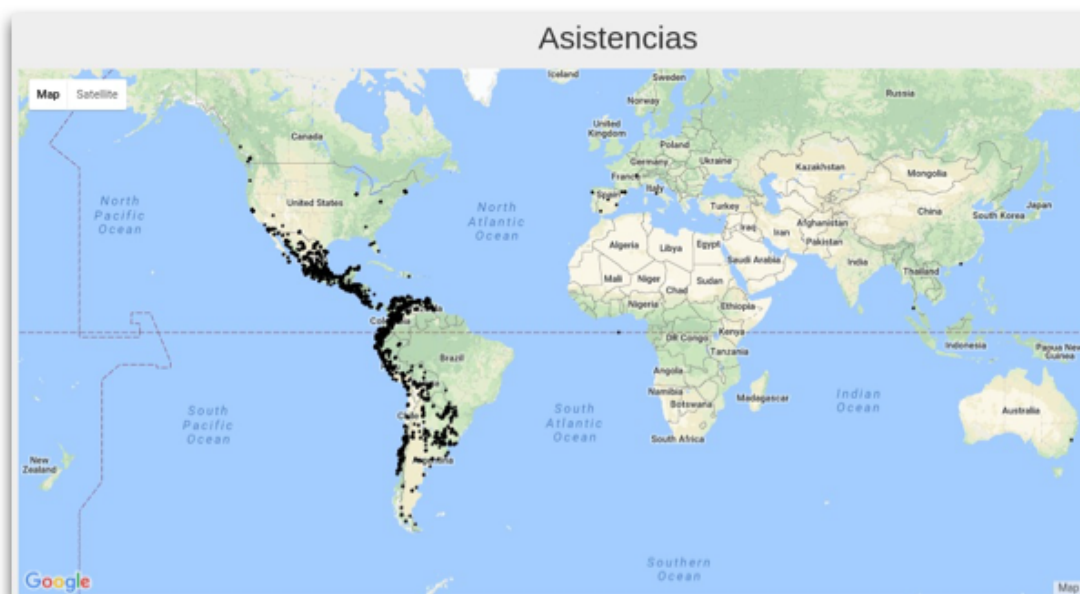 Asistencias
Map Satellite
Iceland
Sweden
Norway
Russia
Canada
United
Kingdom
Poland
Germany
Ukraine
Kazakhstan
Mongolia
France
Spain
Italy
Turkey
China
South Korea
Japan
North
Pacific
Ocean
United States
North
Atlantic
Ocean
Iraq
Iran
Afghanistan
Pakistan
Algeria
Libya
Egypt
Saudi Arabia
India
Thailand
Mali
Niger
Chad
Sudan
Nigeria
Ethiopia
DR Congo
Kenya
Tanzania
Indonesia
Papua New
Guinea
Brazil
Angola
Namibia
Botswana
Madagascar
South
Pacific
Ocean
South
Atlantic
Ocean
Indian
Ocean
Australia
South Africa
New
Zealand
Southern
Ocean
Google
Map